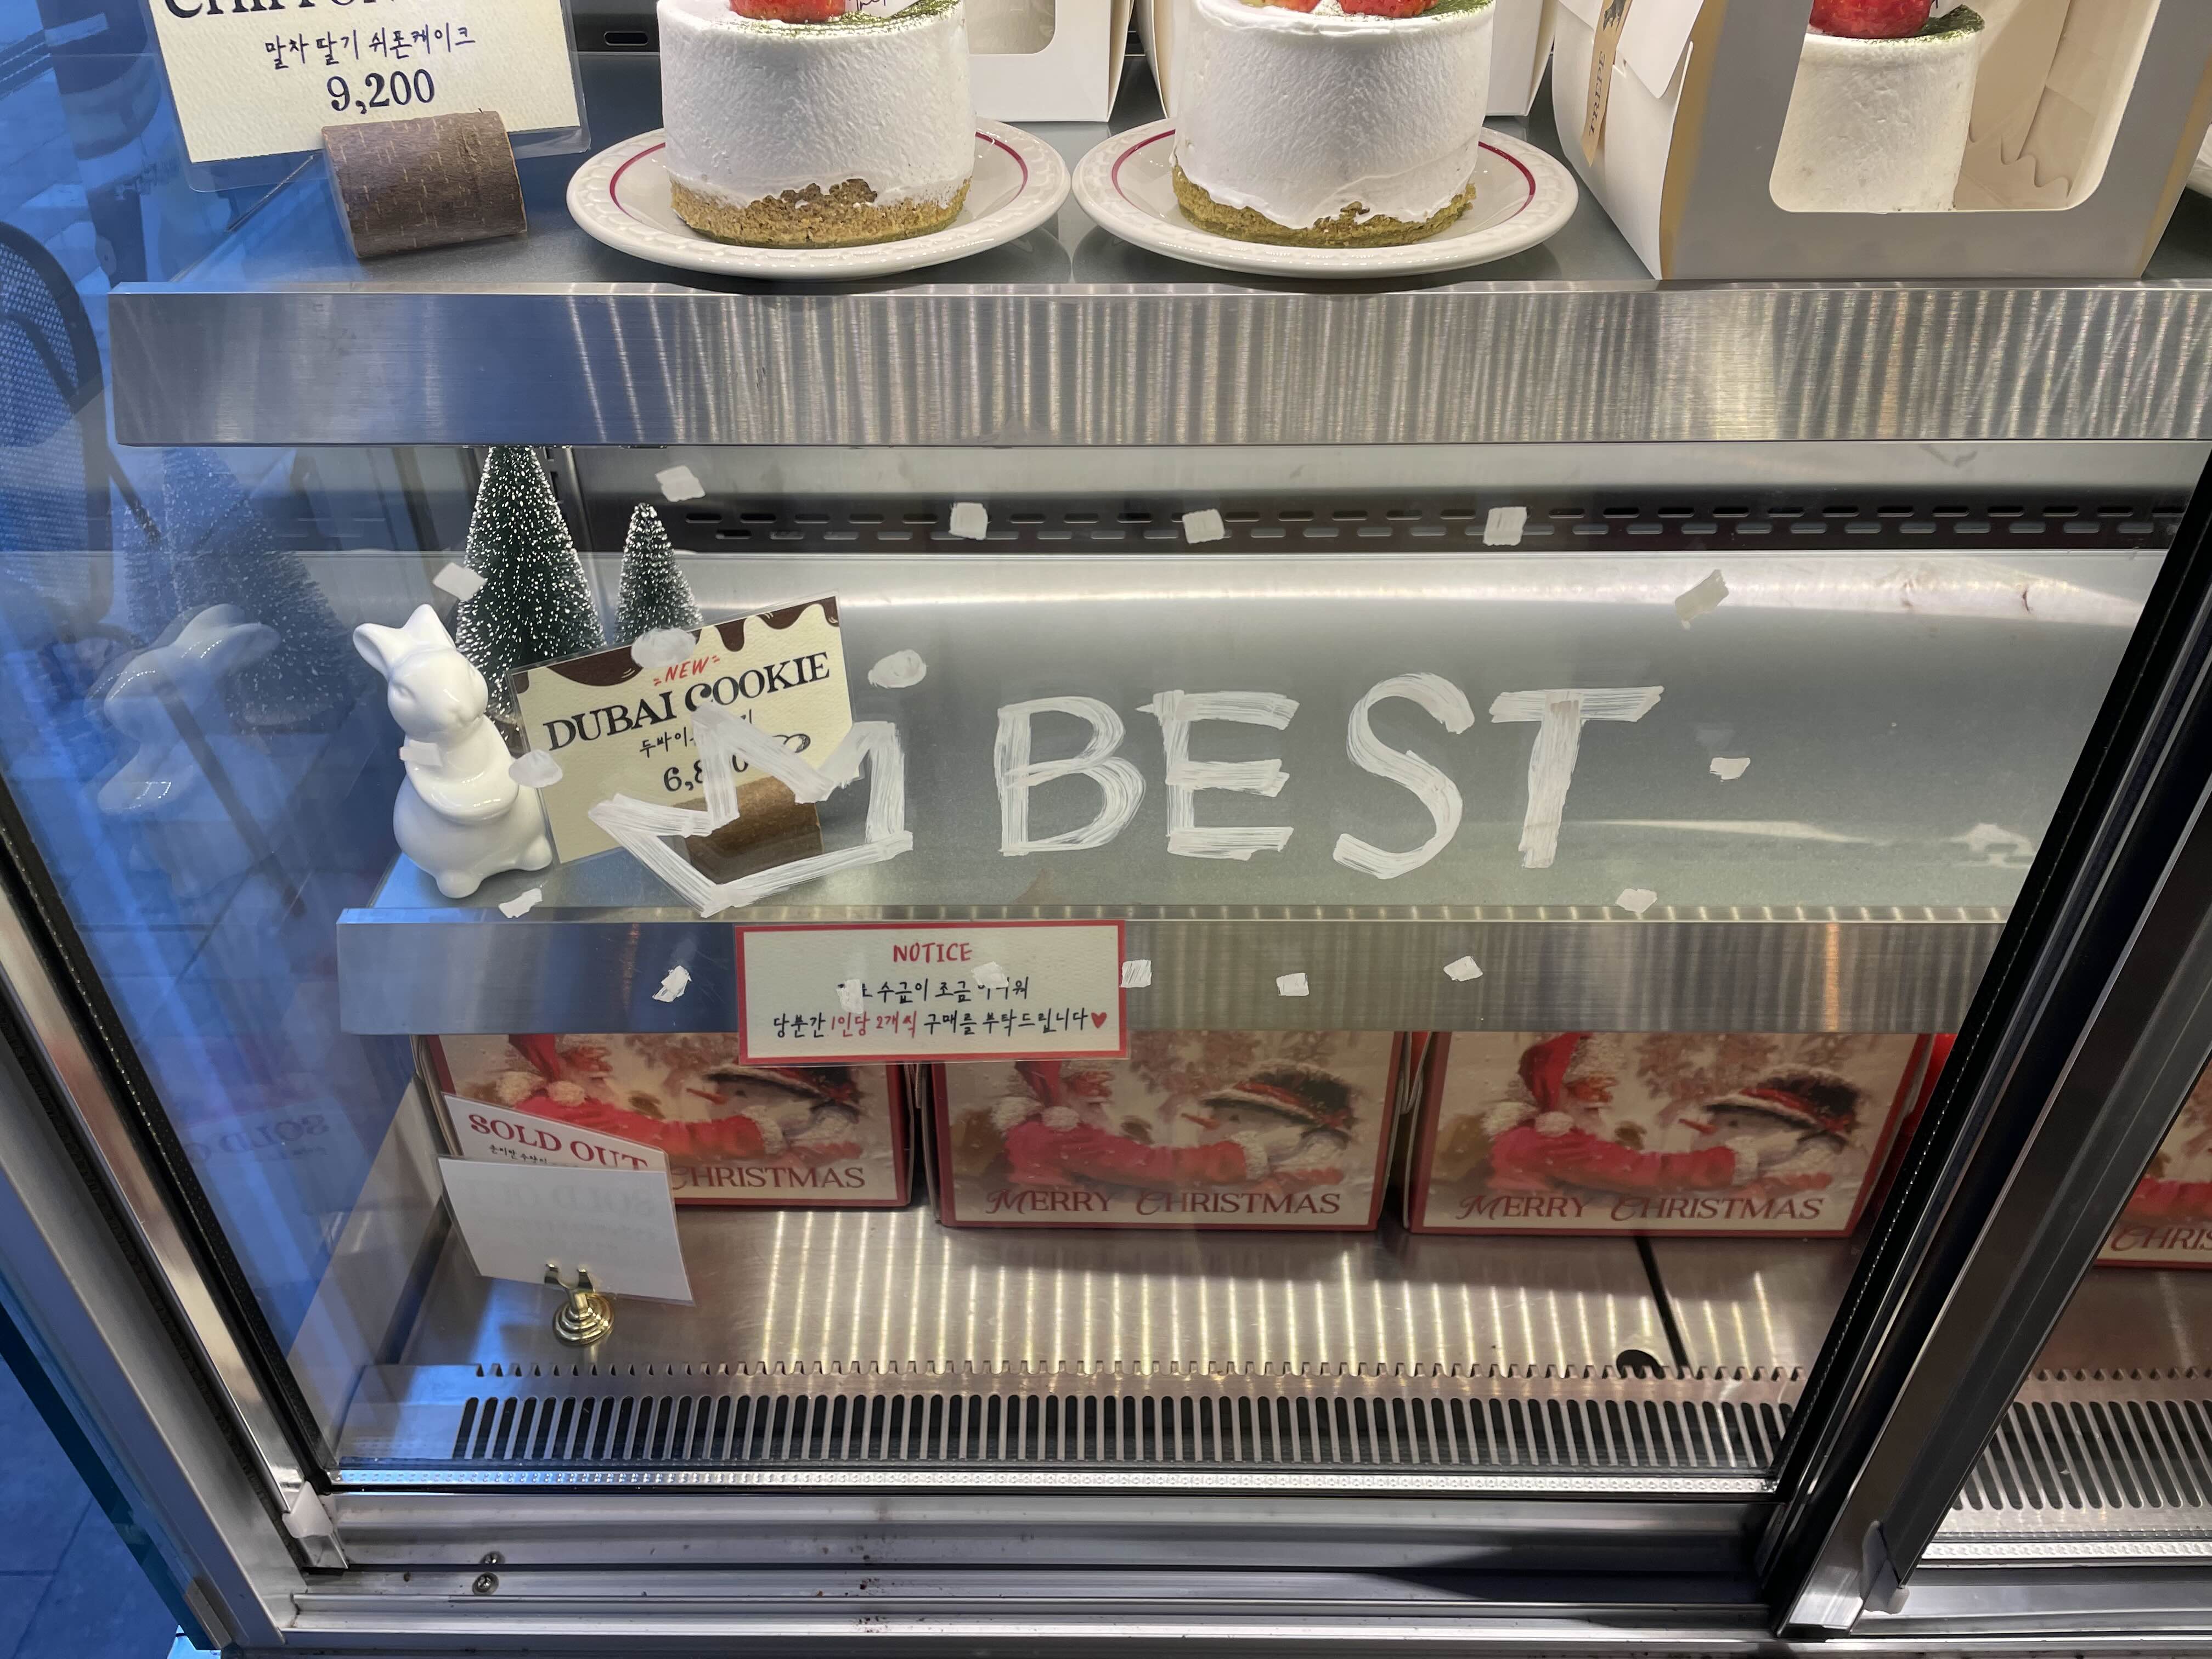 말차 딸기 쉬폰케이크
9,200
NEW
DUBAI COOKIE
BEST
NOTICE
수급이 조금
당분간 1인당 2개씩 구매를 부탁드립니다♥
SOLD OUT
CHRISTMAS
MERRY CHRISTMAS
MERRY CHRISTMAS